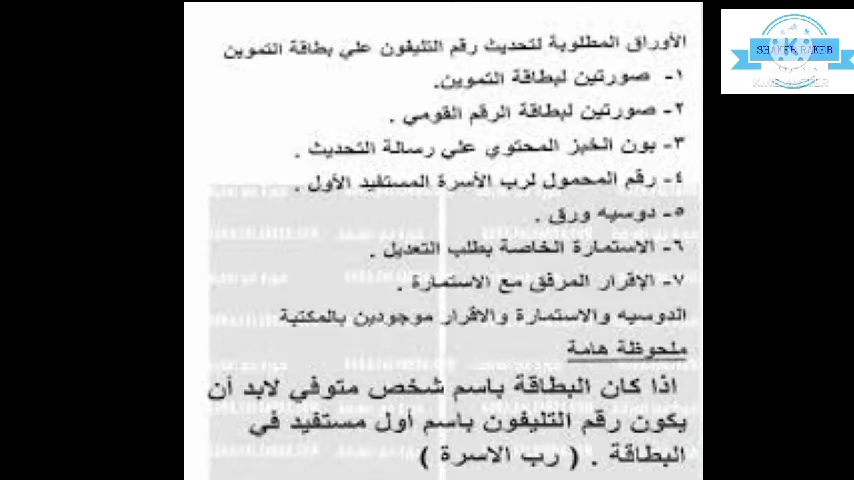 الأوراق المطلوبة لتحديث رقم التليفون علي بطاقة التموين
١- صورتين لبطاقة التموين.
٢- صورتين لبطاقة الرقم القومي .
٣- بون الخبز المحتوي علي رسالة التحديث .
٤- رقم المحمول لرب الأسرة المستفيد الأول .
٥- دوسيه ورق .
٦- الاستمارة الخاصة بطلب التعديل .
٧- الإقرار المرفق مع الاستمارة .
الدوسيه والاستمارة والاقرار موجودين بالمكتبة
ملحوظة هامة
اذا كان البطاقة باسم شخص متوفي لابد أن
يكون رقم التليفون باسم أول مستفيد في
البطاقة . ( رب الاسرة )
SHAKER RAKEB